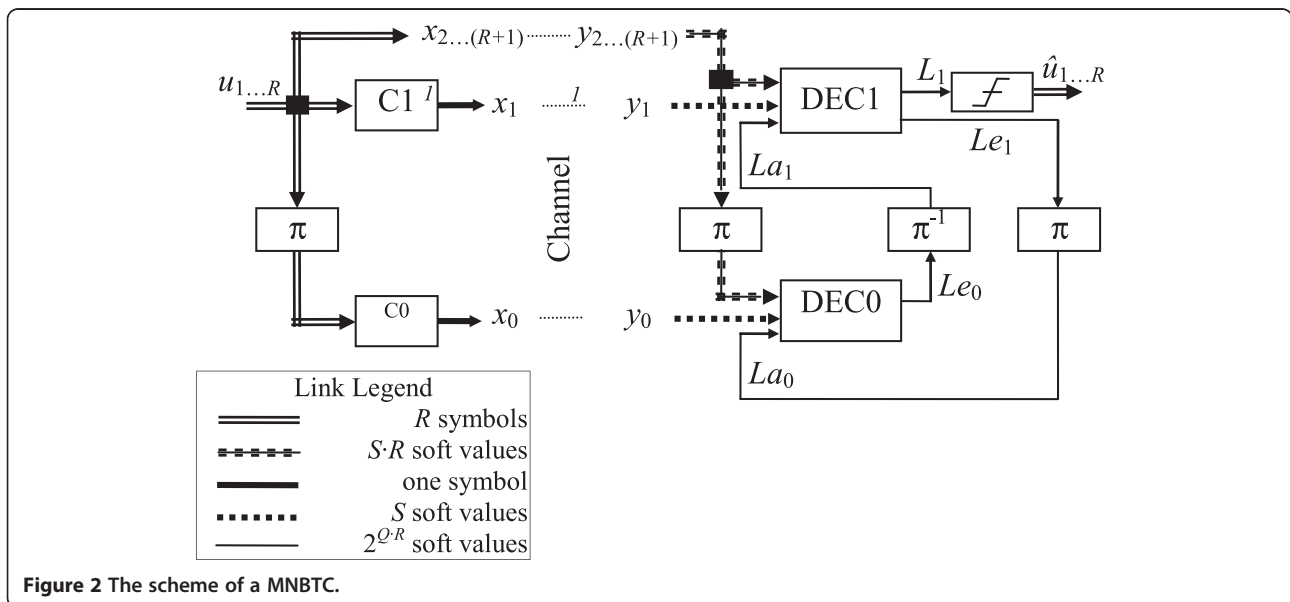 x2...(R+1) ......... y2...(R+1)
u1...R
C1 1
x1 ....1.... y1
DEC1
L1
û1...R
Le1
La1
Channel
π
π
π-1
π
C0
x0 ......... y0
DEC0
Le0
La0
Link Legend
R symbols
S·R soft values
one symbol
S soft values
2Q·R soft values
Figure 2 The scheme of a MNBTC.